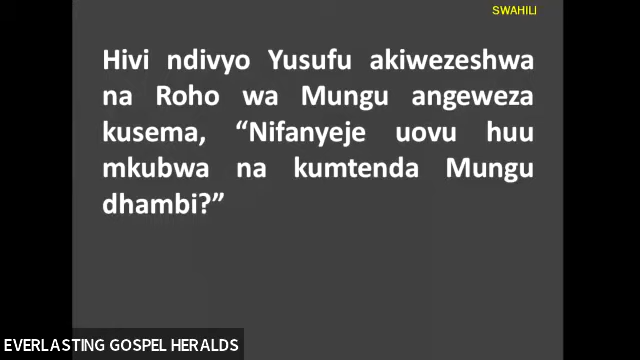 SWAHILI
Hivi ndivyo Yusufu akiwezeshwa
na Roho wa Mungu angeweza
kusema, “Nifanyeje uovu huu
mkubwa na kumtenda Mungu
dhambi?”
EVERLASTING GOSPEL HERALDS